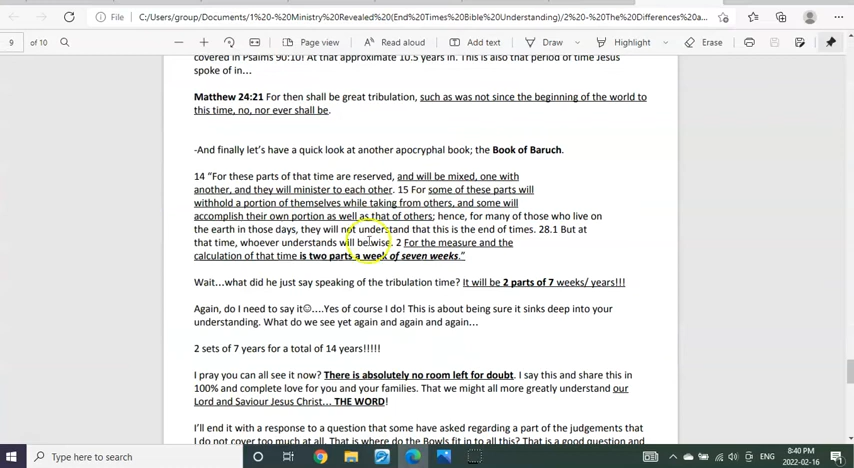 File | C:/Users/group/Documents/1%20-%20Ministry%20Revealed%20(End%20Times%20Bible%20Understanding)/2%20-%20The%20Differences%20a...
9 of 10
Page view
Read aloud
Add text
Draw
Highlight
Erase
covered in Psalms 90:10! At that approximate 10.5 years in. This is also that period of time Jesus
spoke of in…
Matthew 24:21 For then shall be great tribulation, such as was not since the beginning of the world to
this time, no, nor ever shall be.
-And finally let's have a quick look at another apocryphal book; the Book of Baruch.
14 "For these parts of that time are reserved, and will be mixed, one with
another, and they will minister to each other. 15 For some of these parts will
withhold a portion of themselves while taking from others, and some will
accomplish their own portion as well as that of others; hence, for many of those who live on
the earth in those days, they will not understand that this is the end of times. 28.1 But at
that time, whoever understands will be wise. 2 For the measure and the
calculation of that time is two parts a week of seven weeks."
Wait…what did he just say speaking of the tribulation time? It will be 2 parts of 7 weeks/ years!!!
Again, do I need to say it☺….Yes of course I do! This is about being sure it sinks deep into your
understanding. What do we see yet again and again and again…
2 sets of 7 years for a total of 14 years!!!!!
I pray you can all see it now? There is absolutely no room left for doubt. I say this and share this in
100% and complete love for you and your families. That we might all more greatly understand our
Lord and Saviour Jesus Christ… THE WORD!
I'll end it with a response to a question that some have asked regarding a part of the judgements that
I do not cover too much at all. That is where do the Bowls fit in to all this? That is a good question and
Type here to search
ENG
8:40 PM
2022-02-16